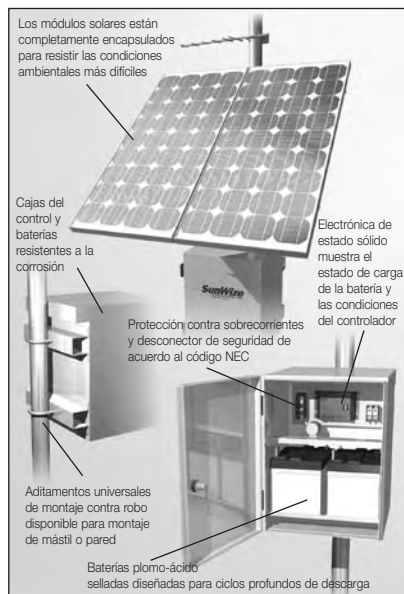 Los módulos solares están
completamente encapsulados
para resistir las condiciones
ambientales más difíciles
Cajas del
control y
baterías
resistentes a la
corrosión
Electrónica de
estado sólido
muestra el
estado de carga
de la batería y
las condiciones
del controlador
SunWize
Protección contra sobrecorrientes
y desconector de seguridad de
acuerdo al código NEC
Aditamentos universales
de montaje contra robo
disponible para montaje
de mástil o pared
Baterías plomo-ácido
selladas diseñadas para ciclos profundos de descarga